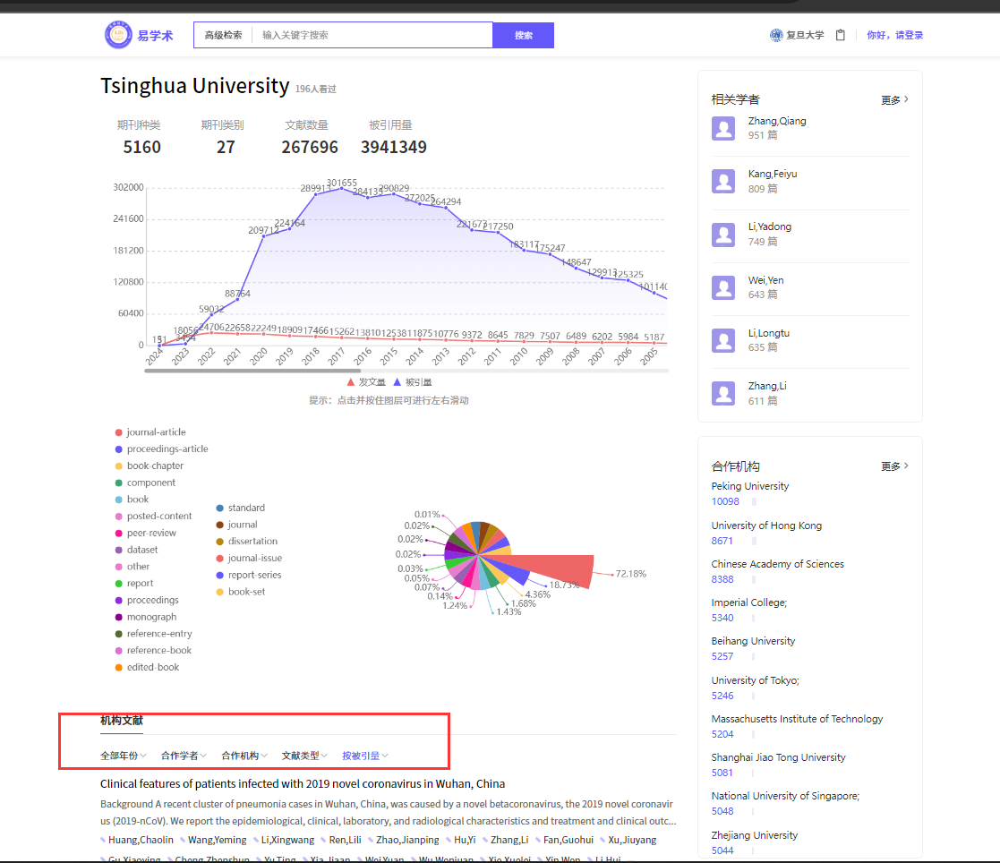 易学术
高级检索 输入关键字搜索 搜索
复旦大学 你好，请登录
Tsinghua University 196人看过
期刊种类 期刊类别 文献数量 被引用量
5160 27 267696 3941349
302000
241600
181200
120800
60400
0
209712 224164 289911 301655 284135 290829 272025 264294 221677 217250 183117 175247 148647 129913 125325 101140
59032 88764
151 18056 24706 22658 22249 18909 17466 15262 13810 12538 11875 10776 9372 8645 7829 7507 6489 6202 5984 5187
2024 2023 2022 2021 2020 2019 2018 2017 2016 2015 2014 2013 2012 2011 2010 2009 2008 2007 2006 2005
发文量 被引量
提示：点击并按住图层可进行左右滑动
journal-article
proceedings-article
book-chapter
component
book
posted-content
peer-review
dataset
other
report
proceedings
monograph
reference-entry
reference-book
edited-book
standard
journal
dissertation
journal-issue
report-series
book-set
0.01%
0.02%
0.02%
0.02%
0.03%
0.05%
0.07%
0.14%
1.24%
1.43%
1.68%
4.36%
18.73%
72.18%
机构文献
全部年份 合作学者 合作机构 文献类型 按被引量
Clinical features of patients infected with 2019 novel coronavirus in Wuhan, China
Background A recent cluster of pneumonia cases in Wuhan, China, was caused by a novel betacoronavirus, the 2019 novel coronavir
us (2019-nCoV). We report the epidemiological, clinical, laboratory, and radiological characteristics and treatment and clinical outc...
Huang,Chaolin Wang,Yeming Li,Xingwang Ren,Lili Zhao,Jianping Hu,Yi Zhang,Li Fan,Guohui Xu,Jiuyang
Gu,Xiaoying Cheng,Zhenshun Yu,Ting Xia,Jiaan Wei,Yuan Wu,Wenjuan Xie,Xuelei Yin,Wen Li,Hui
相关学者 更多
Zhang,Qiang
951 篇
Kang,Feiyu
809 篇
Li,Yadong
749 篇
Wei,Yen
643 篇
Li,Longtu
635 篇
Zhang,Li
611 篇
合作机构 更多
Peking University
10098
University of Hong Kong
8671
Chinese Academy of Sciences
8388
Imperial College;
5340
Beihang University
5257
University of Tokyo;
5246
Massachusetts Institute of Technology
5204
Shanghai Jiao Tong University
5081
National University of Singapore;
5048
Zhejiang University
5044